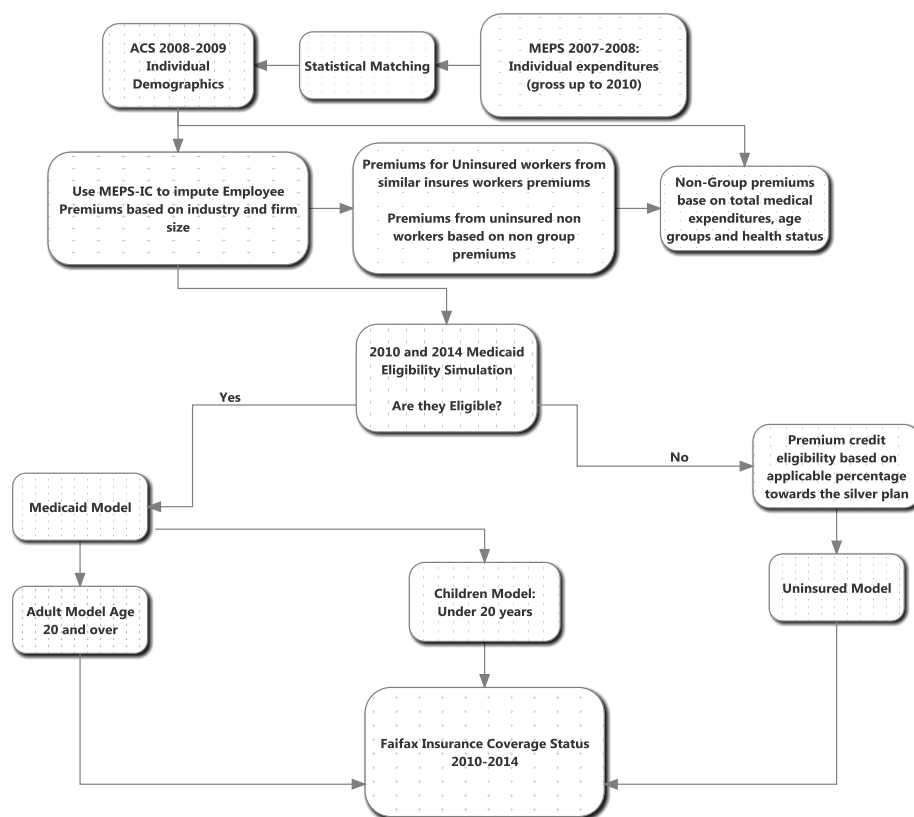 ACS 2008-2009
Individual
Demographics
Statistical Matching
MEPS 2007-2008:
Individual expenditures
(gross up to 2010)
Use MEPS-IC to impute Employee
Premiums based on industry and firm
size
Premiums for Uninsured workers from
similar insures workers premiums
Premiums from uninsured non
workers based on non group
premiums
Non-Group premiums
base on total medical
expenditures, age
groups and health status
2010 and 2014 Medicaid
Eligibility Simulation
Are they Eligible?
Yes
No
Premium credit
eligibility based on
applicable percentage
towards the silver plan
Medicaid Model
Adult Model Age
20 and over
Children Model:
Under 20 years
Uninsured Model
Faifax Insurance Coverage Status
2010-2014